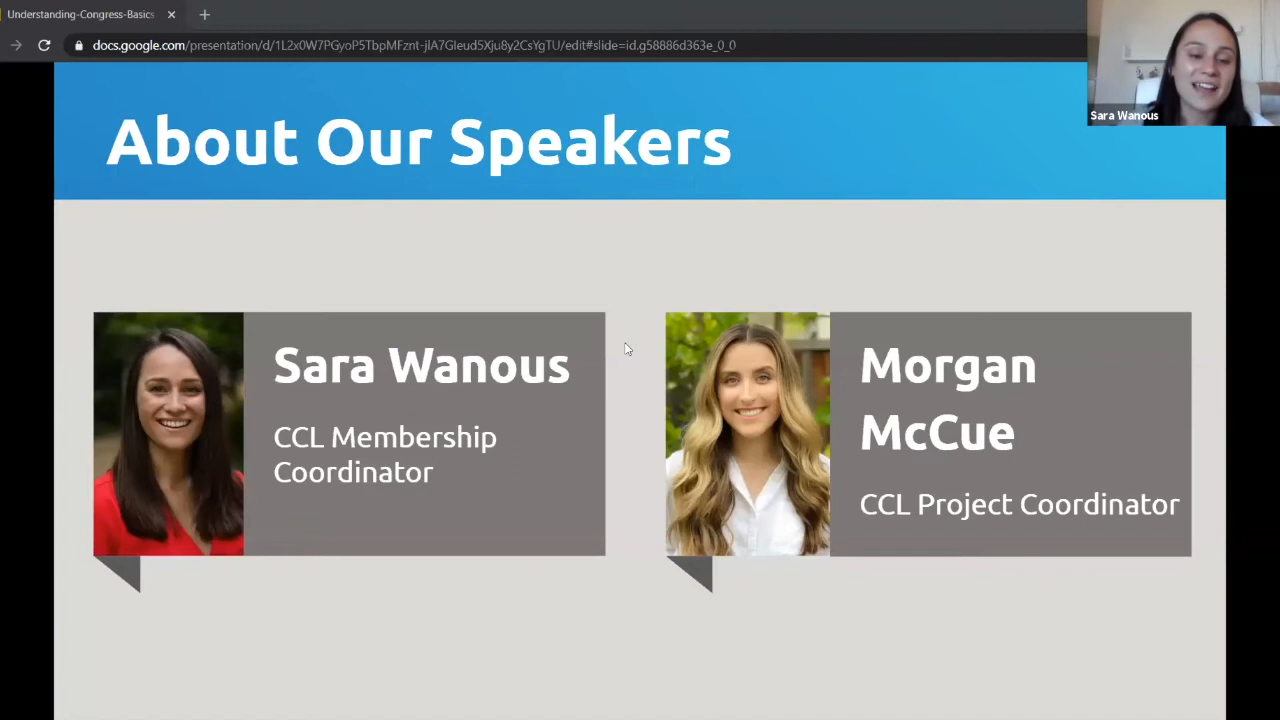 Understanding-Congress-Basics
docs.google.com/presentation/d/1L2x0W7PGyoP5TbpMFznt-jIA7GIeud5Xju8y2CsYgTU/edit#slide=id.g58886d363e_0_0
Sara Wanous
About Our Speakers
Sara Wanous
CCL Membership
Coordinator
Morgan
McCue
CCL Project Coordinator